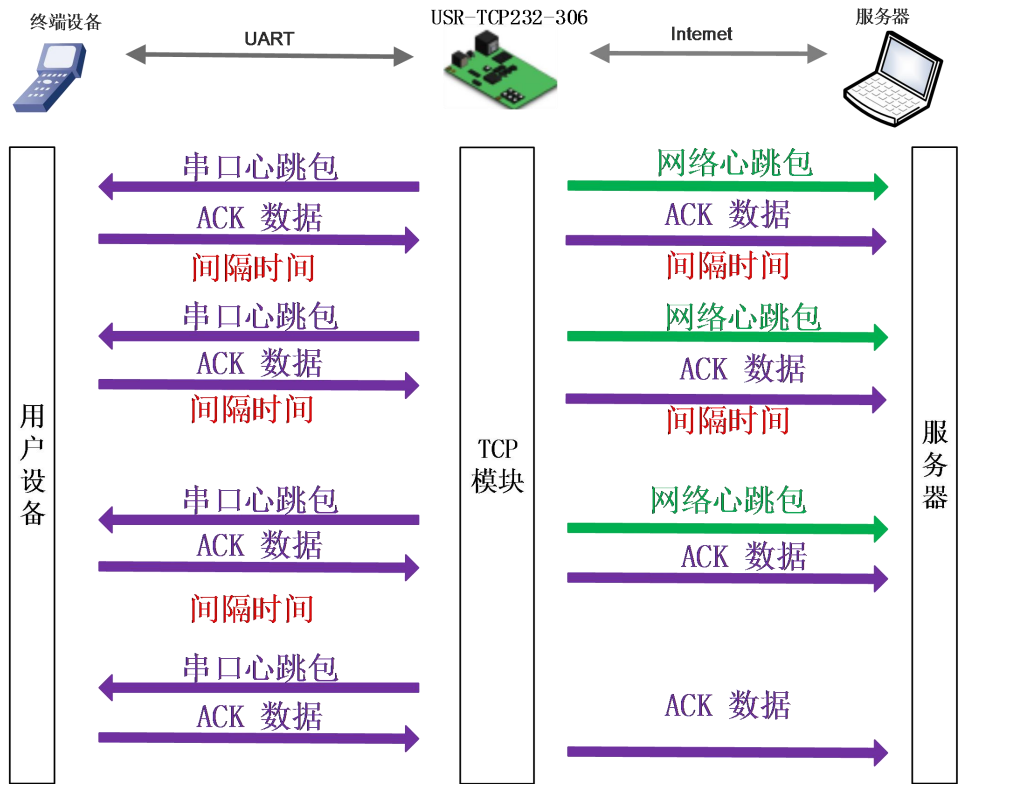 终端设备
USR-TCP232-306
服务器
UART
Internet
串口心跳包
网络心跳包
ACK 数据
ACK 数据
间隔时间
间隔时间
串口心跳包
网络心跳包
ACK 数据
ACK 数据
间隔时间
间隔时间
用户设备
TCP
模块
服务器
串口心跳包
网络心跳包
ACK 数据
ACK 数据
间隔时间
串口心跳包
ACK 数据
ACK 数据